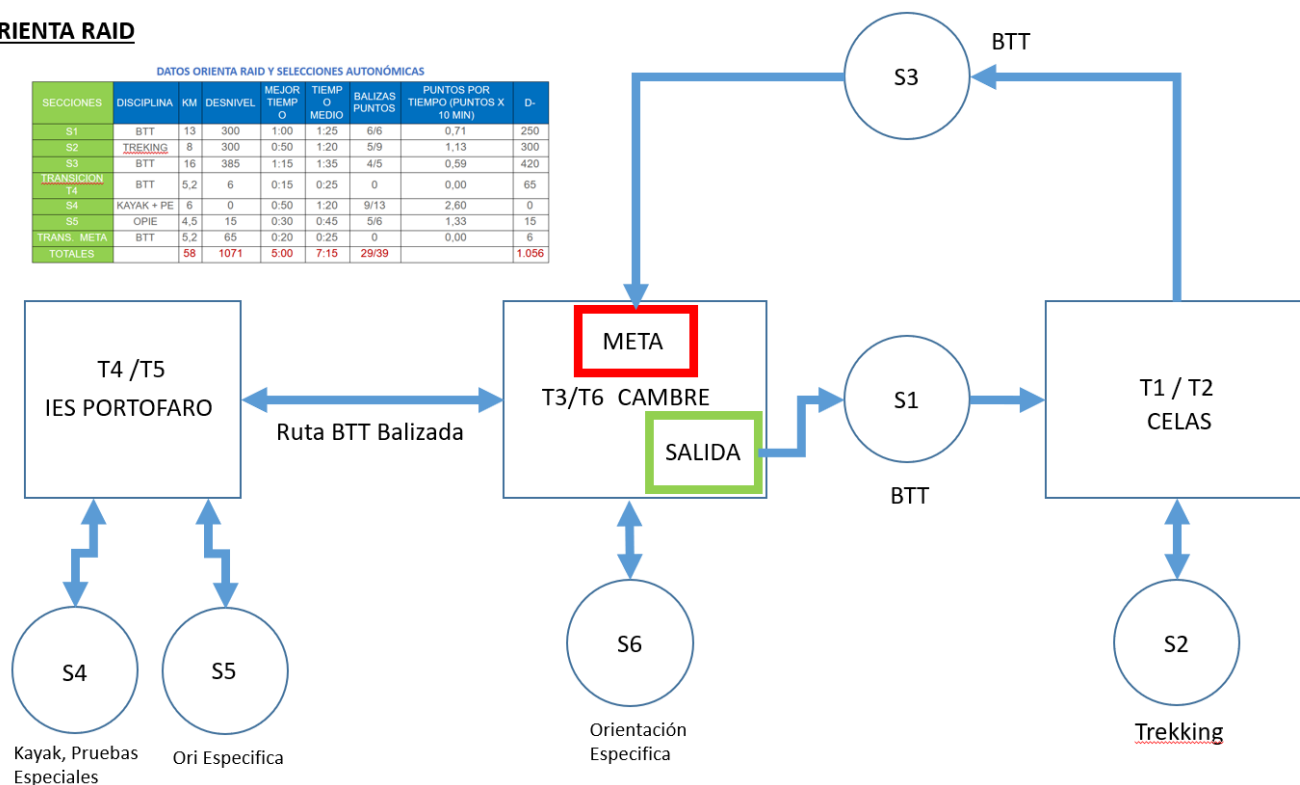 RIENTA RAID
DATOS ORIENTA RAID Y SELECCIONES AUTONÓMICAS
SECCIONES DISCIPLINA KM DESNIVEL MEJOR TIEMP O TIEMP O MEDIO BALIZAS PUNTOS PUNTOS POR TIEMPO (PUNTOS X 10 MIN) D-
S1 BTT 13 300 1:00 1:25 6/6 0,71 250
S2 TREKING 8 300 0:50 1:20 5/9 1,13 300
S3 BTT 16 385 1:15 1:35 4/5 0,59 420
TRANSICION T4 BTT 5,2 6 0:15 0:25 0 0,00 65
S4 KAYAK + PE 6 0 0:50 1:20 9/13 2,60 0
S5 OPIE 4,5 15 0:30 0:45 5/6 1,33 15
TRANS. META BTT 5,2 65 0:20 0:25 0 0,00 6
TOTALES 58 1071 5:00 7:15 29/39 1.056
S3
BTT
T4 /T5
IES PORTOFARO
Ruta BTT Balizada
META
T3/T6 CAMBRE
SALIDA
S1
BTT
T1 / T2
CELAS
S4
Kayak, Pruebas
Especiales
S5
Ori Especifica
S6
Orientación
Especifica
S2
Trekking